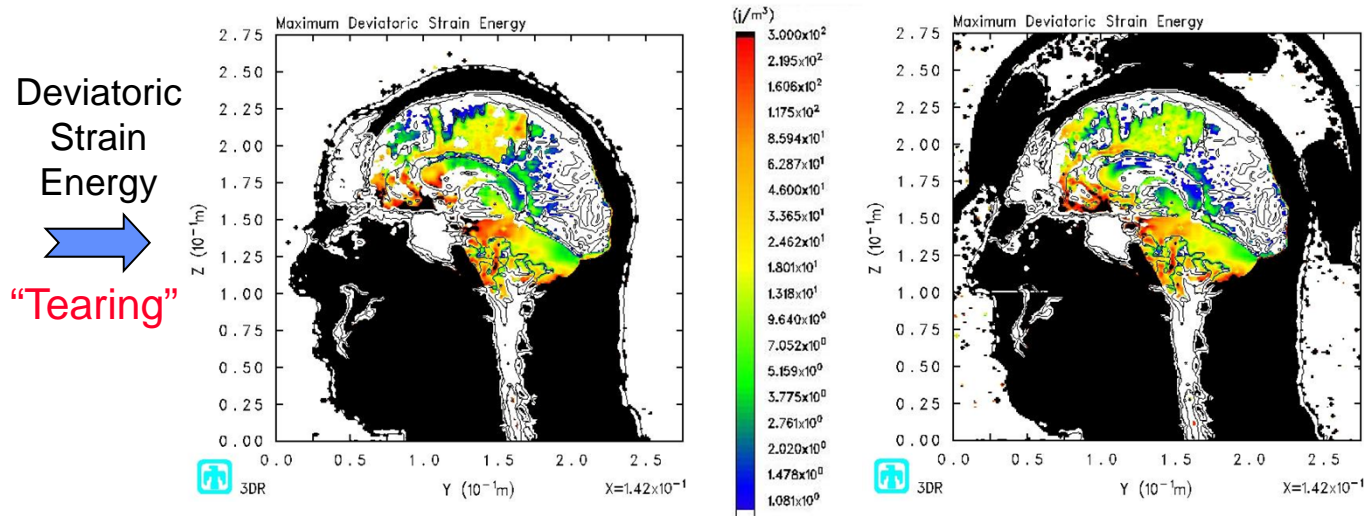 Deviatoric
Strain
Energy
“Tearing”
Maximum Deviatoric Strain Energy
2.75
2.50
2.25
2.00
1.75
1.50
1.25
1.00
0.75
0.50
0.25
0.00
Z (10⁻¹m)
0.0 0.5 1.0 1.5 2.0 2.5
Y (10⁻¹m)
X=1.42x10⁻¹
3DR
(j/m³)
3.000x10²
2.195x10²
1.606x10²
1.175x10²
8.594x10¹
6.287x10¹
4.600x10¹
3.365x10¹
2.462x10¹
1.801x10¹
1.318x10¹
9.640x10⁰
7.052x10⁰
5.159x10⁰
3.775x10⁰
2.761x10⁰
2.020x10⁰
1.478x10⁰
1.081x10⁰
Maximum Deviatoric Strain Energy
2.75
2.50
2.25
2.00
1.75
1.50
1.25
1.00
0.75
0.50
0.25
0.00
Z (10⁻¹m)
0.0 0.5 1.0 1.5 2.0 2.5
Y (10⁻¹m)
X=1.42x10⁻¹
3DR